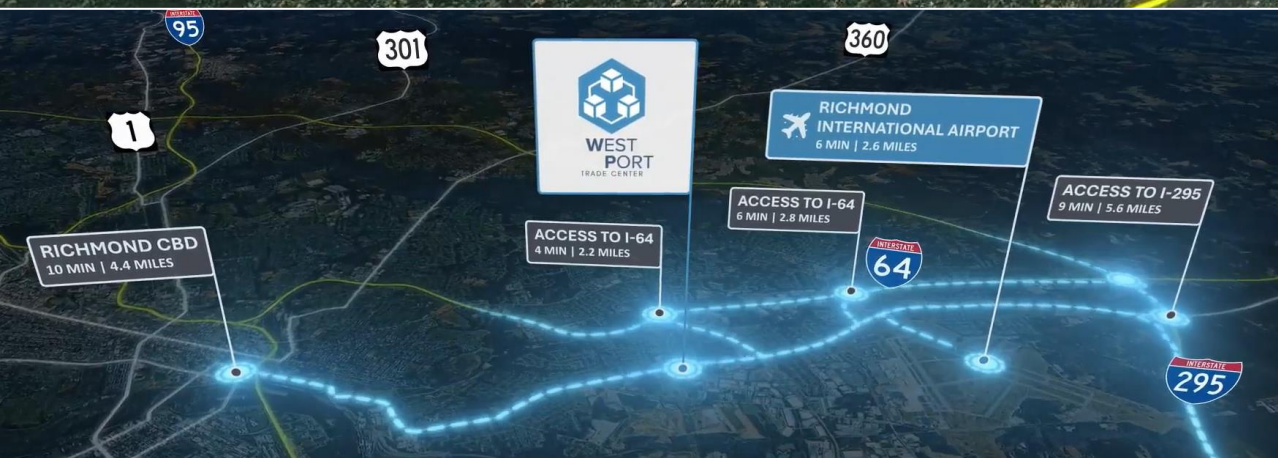 95
301
360
1
WEST
PORT
TRADE CENTER
RICHMOND
INTERNATIONAL AIRPORT
6 MIN | 2.6 MILES
ACCESS TO I-64
6 MIN | 2.8 MILES
ACCESS TO I-295
9 MIN | 5.6 MILES
RICHMOND CBD
10 MIN | 4.4 MILES
ACCESS TO I-64
4 MIN | 2.2 MILES
INTERSTATE
64
INTERSTATE
295